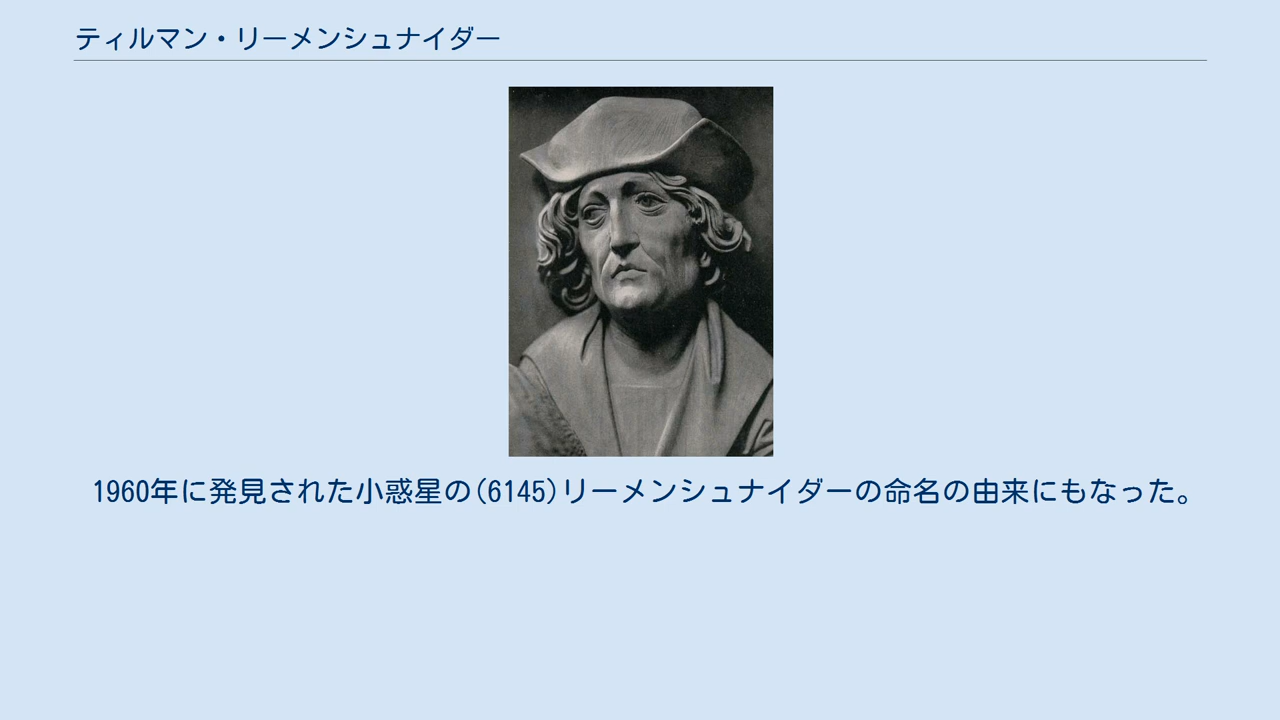 ティルマン・リーメンシュナイダー
1960年に発見された小惑星の(6145)リーメンシュナイダーの命名の由来にもなった。